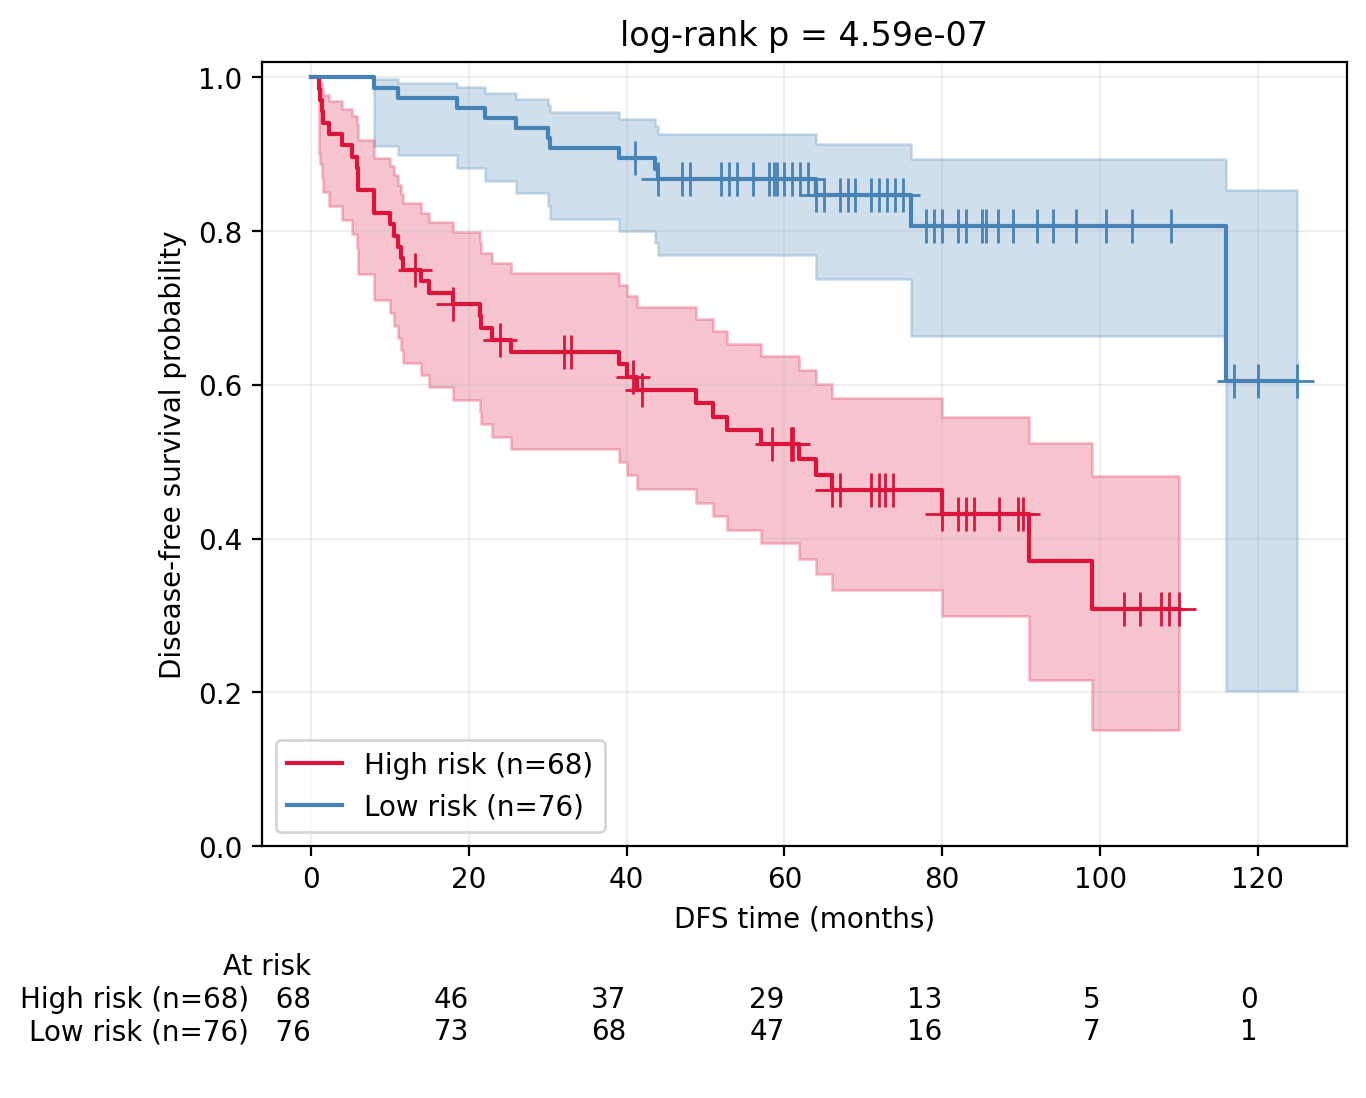 log-rank p = 4.59e-07
Disease-free survival probability
1.0
0.8
0.6
0.4
0.2
0.0
High risk (n=68)
Low risk (n=76)
0 20 40 60 80 100 120
DFS time (months)
At risk
High risk (n=68) 68 46 37 29 13 5 0
Low risk (n=76) 76 73 68 47 16 7 1